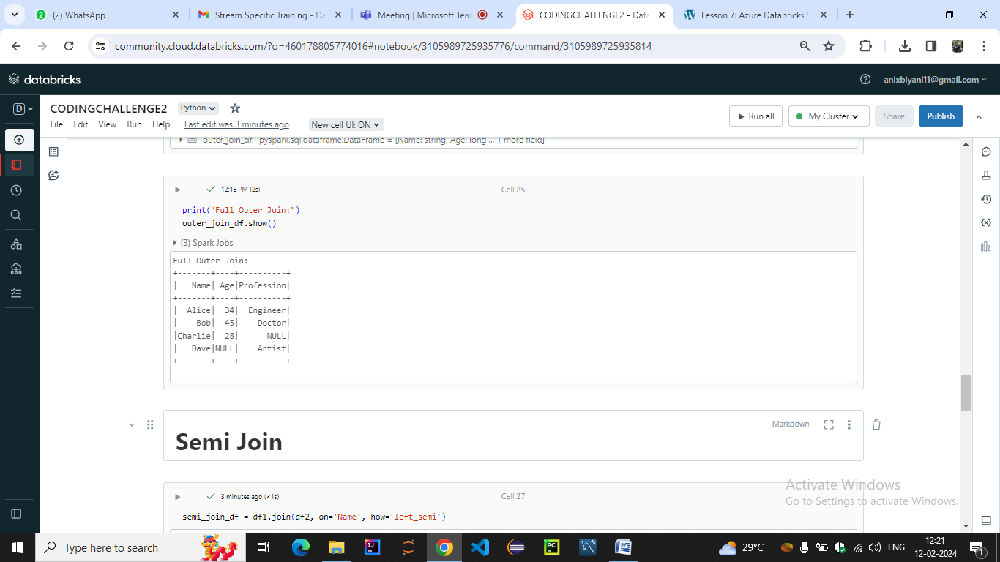 (2) WhatsApp
Stream Specific Training - Da
Meeting | Microsoft Tear
CODINGCHALLENGE2 - Data
Lesson 7: Azure Databricks S
community.cloud.databricks.com/?o=460178805774016#notebook/3105989725935776/command/3105989725935814
databricks
anixbiyani11@gmail.com
D
CODINGCHALLENGE2
Python
File Edit View Run Help Last edit was 3 minutes ago New cell UI: ON
Run all
My Cluster
Share
Publish
outer_join_df: pyspark.sql.dataframe.DataFrame = [Name: string, Age: long ... 1 more field]
12:15 PM (2s)
Cell 25
print("Full Outer Join:")
outer_join_df.show()
(3) Spark Jobs
Full Outer Join:
+-------+----+----------+
|   Name| Age|Profession|
+-------+----+----------+
|  Alice|  34|  Engineer|
|    Bob|  45|    Doctor|
|Charlie|  28|      NULL|
|   Dave|NULL|    Artist|
+-------+----+----------+
Markdown
Semi Join
3 minutes ago (<1s)
Cell 27
semi_join_df = df1.join(df2, on='Name', how='left_semi')
Activate Windows
Go to Settings to activate Windows.
Type here to search
29°C
ENG
12:21
12-02-2024
1